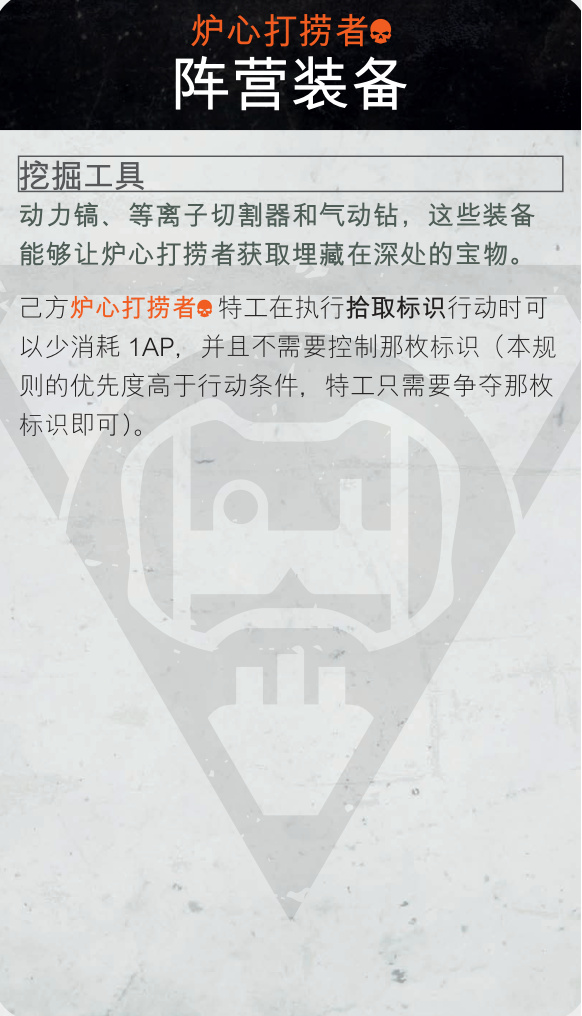 炉心打捞者
阵营装备
挖掘工具
动力镐、等离子切割器和气动钻，这些装备
能够让炉心打捞者获取埋藏在深处的宝物。
己方炉心打捞者 特工在执行拾取标识行动时可
以少消耗 1AP，并且不需要控制那枚标识（本规
则的优先度高于行动条件，特工只需要争夺那枚
标识即可）。